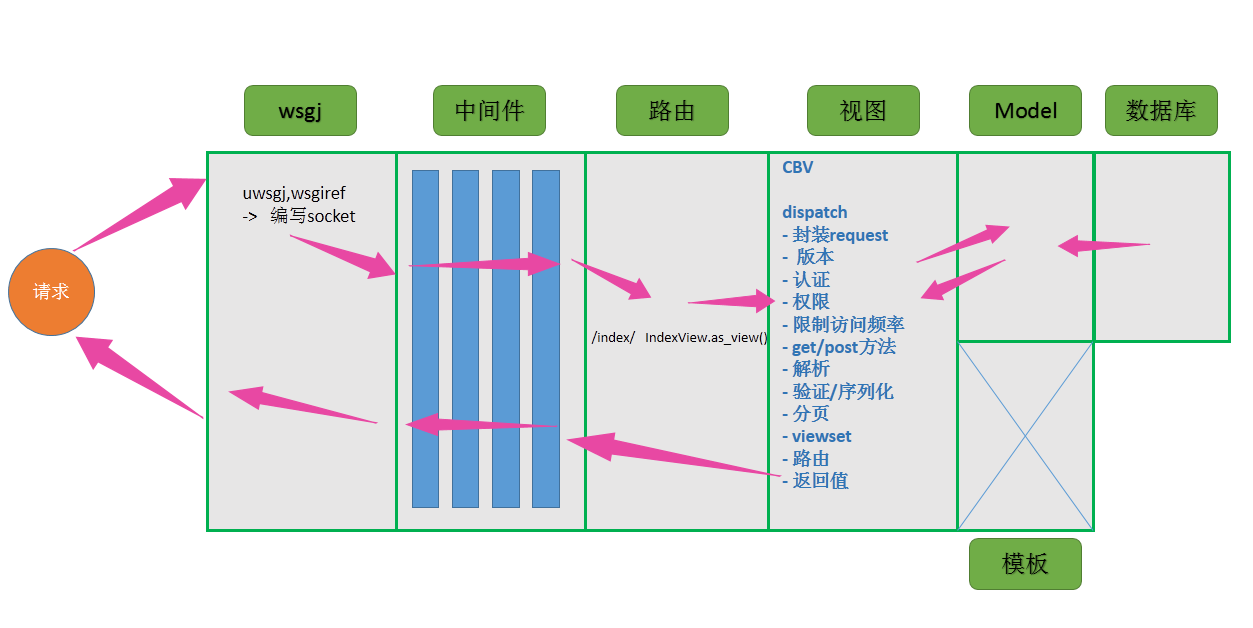 wsgj
中间件
路由
视图
Model
数据库
请求
uwsgj,wsgiref
-> 编写socket
/index/ IndexView.as_view()
CBV
dispatch
- 封装request
- 版本
- 认证
- 权限
- 限制访问频率
- get/post方法
- 解析
- 验证/序列化
- 分页
- viewset
- 路由
- 返回值
模板